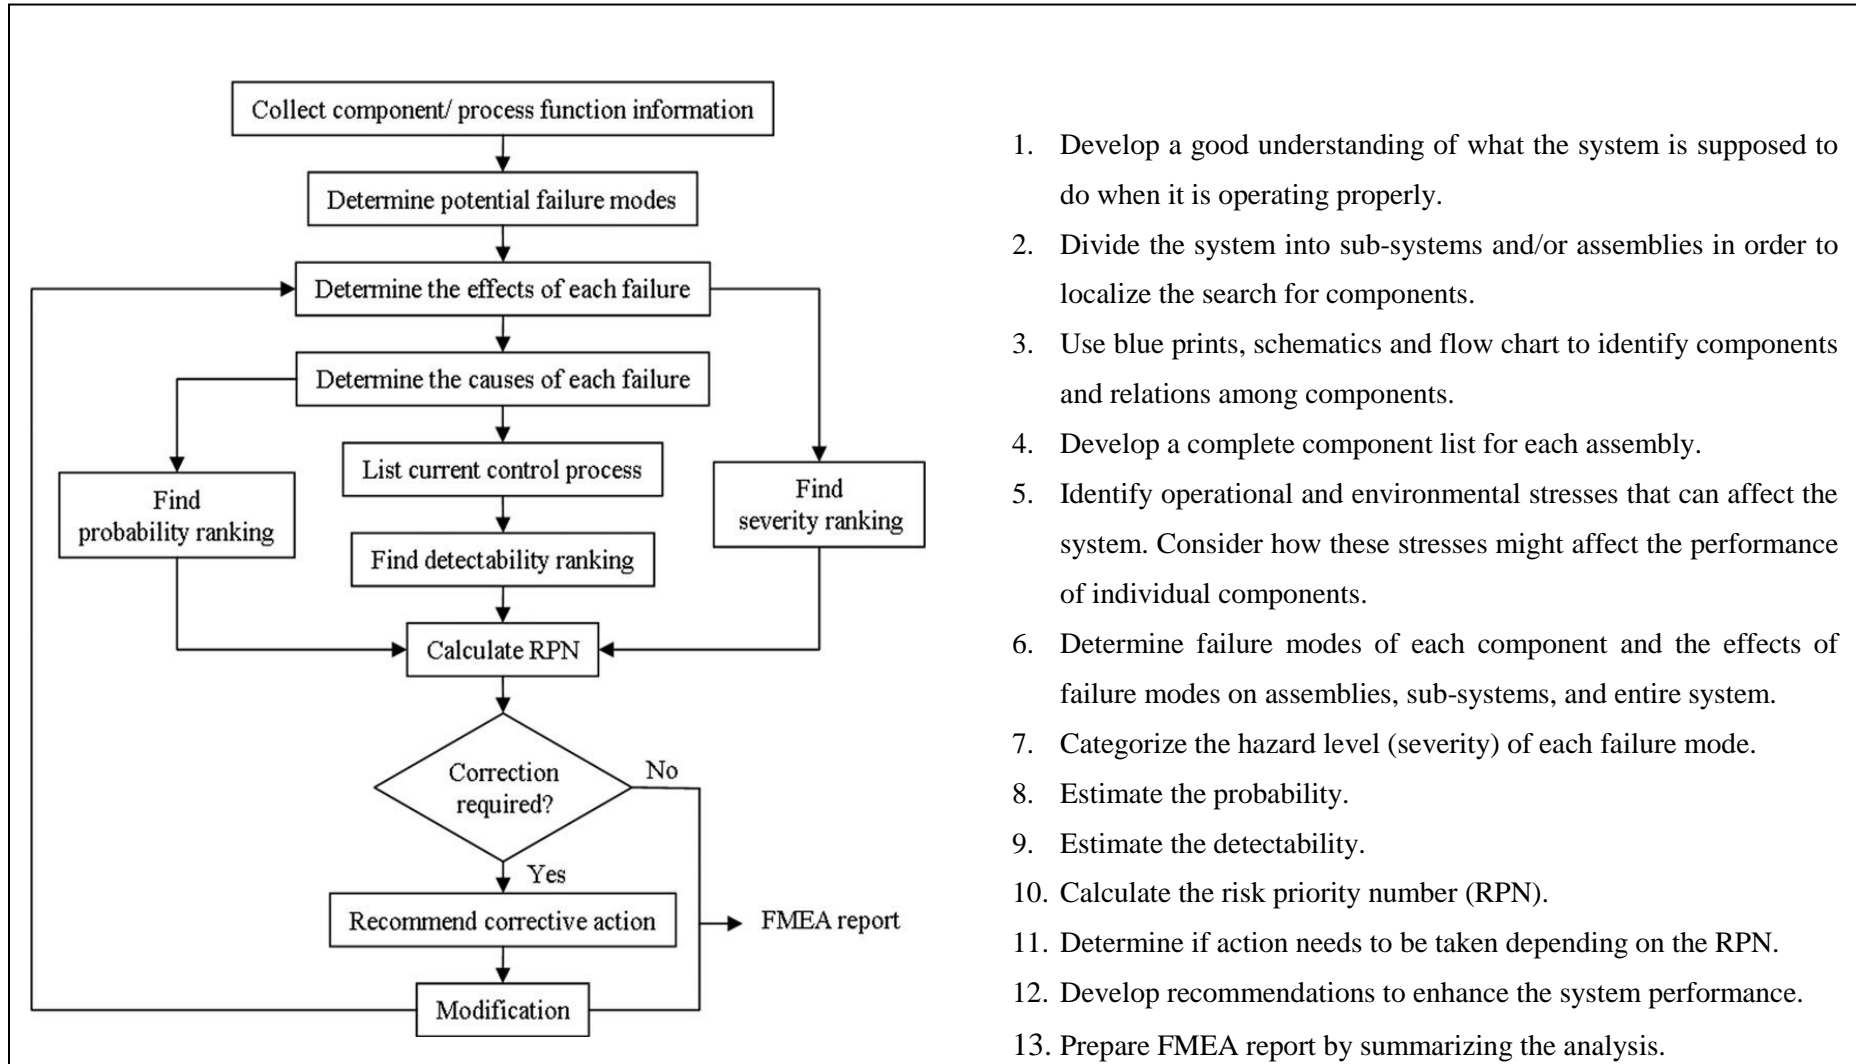 Collect component/ process function information
Determine potential failure modes
Determine the effects of each failure
Determine the causes of each failure
List current control process
Find
probability ranking
Find
severity ranking
Find detectability ranking
Calculate RPN
Correction
required?
No
Yes
Recommend corrective action
FMEA report
Modification
1. Develop a good understanding of what the system is supposed to
do when it is operating properly.
2. Divide the system into sub-systems and/or assemblies in order to
localize the search for components.
3. Use blue prints, schematics and flow chart to identify components
and relations among components.
4. Develop a complete component list for each assembly.
5. Identify operational and environmental stresses that can affect the
system. Consider how these stresses might affect the performance
of individual components.
6. Determine failure modes of each component and the effects of
failure modes on assemblies, sub-systems, and entire system.
7. Categorize the hazard level (severity) of each failure mode.
8. Estimate the probability.
9. Estimate the detectability.
10. Calculate the risk priority number (RPN).
11. Determine if action needs to be taken depending on the RPN.
12. Develop recommendations to enhance the system performance.
13. Prepare FMEA report by summarizing the analysis.